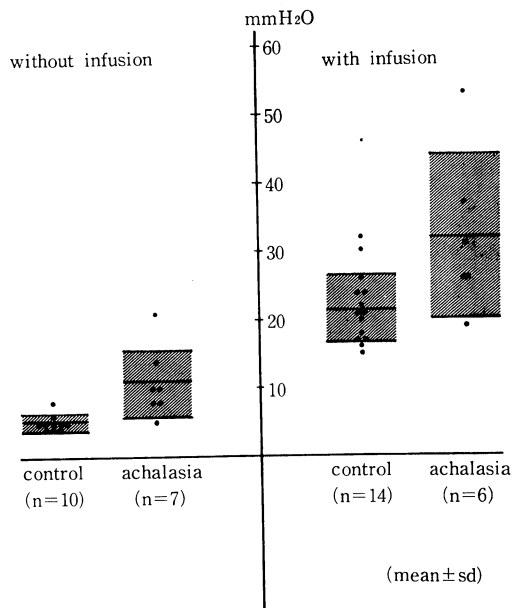 mmH2O
without infusion
with infusion
60
50
40
30
20
10
control
(n=10)
achalasia
(n=7)
control
(n=14)
achalasia
(n=6)
(mean±sd)